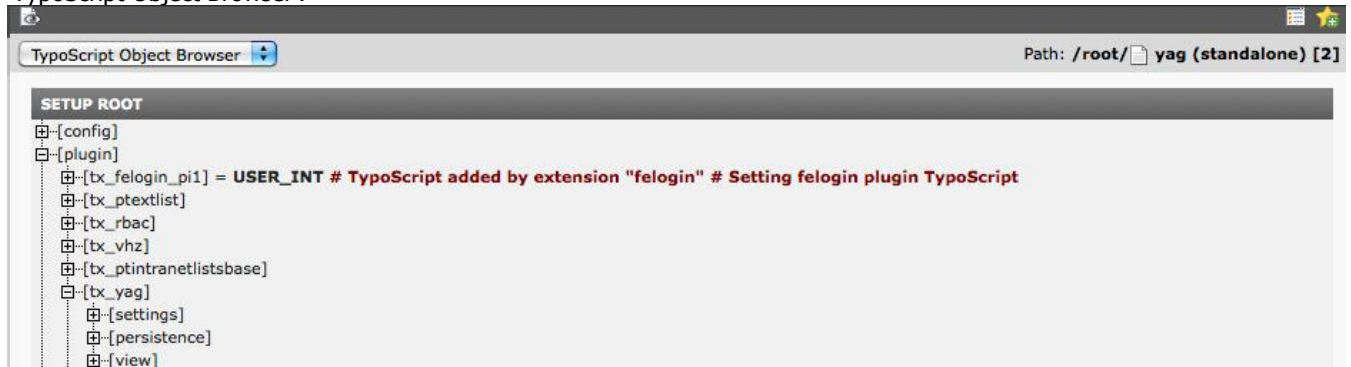 TypoScript Object Browser
Path: /root/ yag (standalone) [2]
SETUP ROOT
[config]
[plugin]
[tx_felogin_pi1] = USER_INT # TypoScript added by extension "felogin" # Setting felogin plugin TypoScript
[tx_ptextlist]
[tx_rbac]
[tx_vhz]
[tx_ptintranetlistsbase]
[tx_yag]
[settings]
[persistence]
[view]